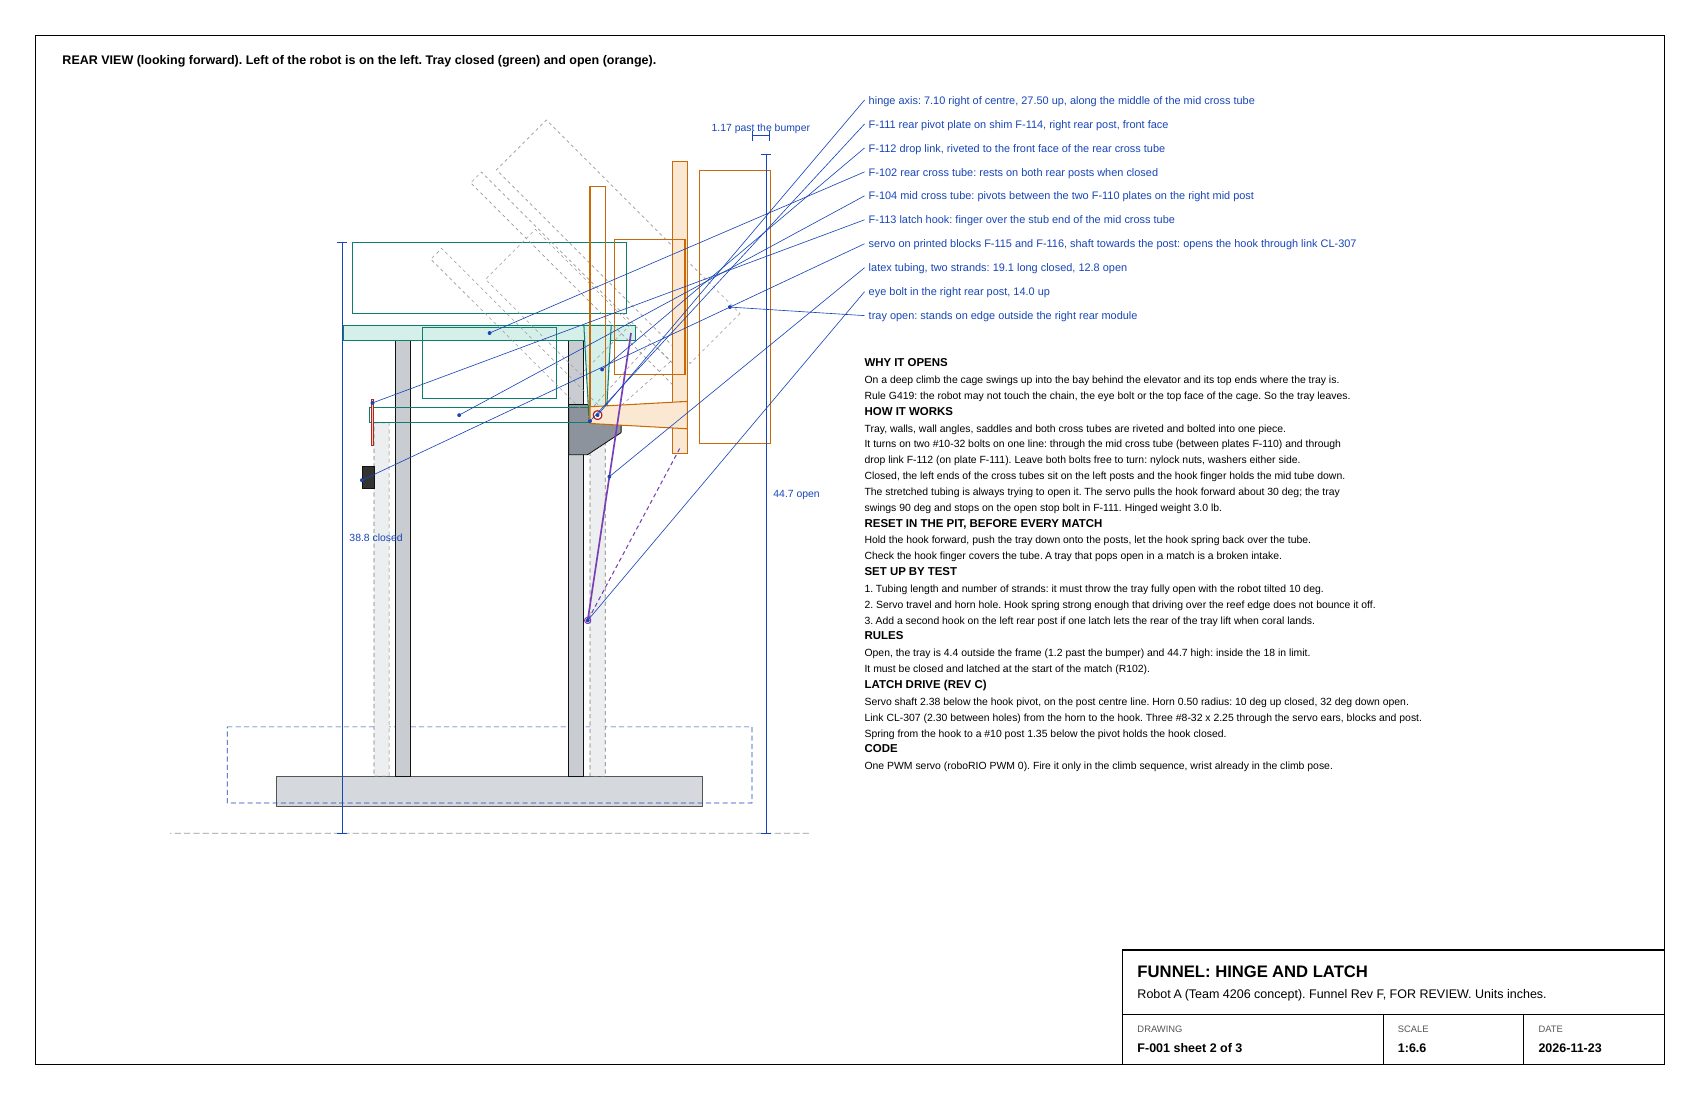 REAR VIEW (looking forward). Left of the robot is on the left. Tray closed (green) and open (orange).
1.17 past the bumper
hinge axis: 7.10 right of centre, 27.50 up, along the middle of the mid cross tube
F-111 rear pivot plate on shim F-114, right rear post, front face
F-112 drop link, riveted to the front face of the rear cross tube
F-102 rear cross tube: rests on both rear posts when closed
F-104 mid cross tube: pivots between the two F-110 plates on the right mid post
F-113 latch hook: finger over the stub end of the mid cross tube
servo on printed blocks F-115 and F-116, shaft towards the post: opens the hook through link CL-307
latex tubing, two strands: 19.1 long closed, 12.8 open
eye bolt in the right rear post, 14.0 up
tray open: stands on edge outside the right rear module
44.7 open
38.8 closed
WHY IT OPENS
On a deep climb the cage swings up into the bay behind the elevator and its top ends where the tray is.
Rule G419: the robot may not touch the chain, the eye bolt or the top face of the cage. So the tray leaves.
HOW IT WORKS
Tray, walls, wall angles, saddles and both cross tubes are riveted and bolted into one piece.
It turns on two #10-32 bolts on one line: through the mid cross tube (between plates F-110) and through
drop link F-112 (on plate F-111). Leave both bolts free to turn: nylock nuts, washers either side.
Closed, the left ends of the cross tubes sit on the left posts and the hook finger holds the mid tube down.
The stretched tubing is always trying to open it. The servo pulls the hook forward about 30 deg; the tray
swings 90 deg and stops on the open stop bolt in F-111. Hinged weight 3.0 lb.
RESET IN THE PIT, BEFORE EVERY MATCH
Hold the hook forward, push the tray down onto the posts, let the hook spring back over the tube.
Check the hook finger covers the tube. A tray that pops open in a match is a broken intake.
SET UP BY TEST
1. Tubing length and number of strands: it must throw the tray fully open with the robot tilted 10 deg.
2. Servo travel and horn hole. Hook spring strong enough that driving over the reef edge does not bounce it off.
3. Add a second hook on the left rear post if one latch lets the rear of the tray lift when coral lands.
RULES
Open, the tray is 4.4 outside the frame (1.2 past the bumper) and 44.7 high: inside the 18 in limit.
It must be closed and latched at the start of the match (R102).
LATCH DRIVE (REV C)
Servo shaft 2.38 below the hook pivot, on the post centre line. Horn 0.50 radius: 10 deg up closed, 32 deg down open.
Link CL-307 (2.30 between holes) from the horn to the hook. Three #8-32 x 2.25 through the servo ears, blocks and post.
Spring from the hook to a #10 post 1.35 below the pivot holds the hook closed.
CODE
One PWM servo (roboRIO PWM 0). Fire it only in the climb sequence, wrist already in the climb pose.
FUNNEL: HINGE AND LATCH
Robot A (Team 4206 concept). Funnel Rev F, FOR REVIEW. Units inches.
DRAWING
F-001 sheet 2 of 3
SCALE
1:6.6
DATE
2026-11-23